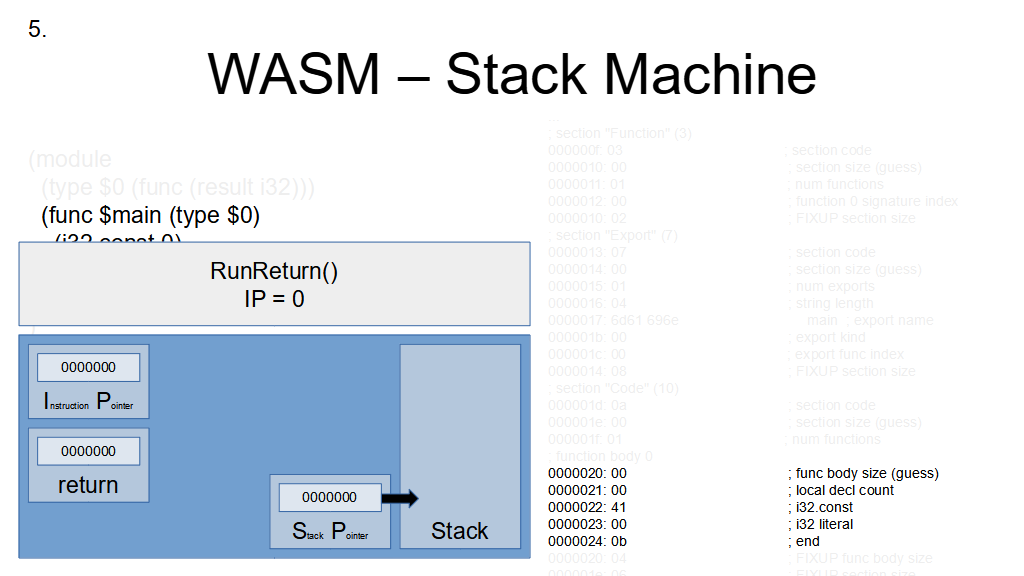 5.
WASM – Stack Machine
(module
(type $0 (func (result i32)))
(func $main (type $0)
(i32.const 0)
RunReturn()
IP = 0
0000000
Instruction Pointer
0000000
return
0000000
Stack Pointer
Stack
...
; section "Function" (3)
000000f: 03 ; section code
0000010: 00 ; section size (guess)
0000011: 01 ; num functions
0000012: 00 ; function 0 signature index
0000010: 02 ; FIXUP section size
; section "Export" (7)
0000013: 07 ; section code
0000014: 00 ; section size (guess)
0000015: 01 ; num exports
0000016: 04 ; string length
0000017: 6d61 696e main ; export name
000001b: 00 ; export kind
000001c: 00 ; export func index
0000014: 08 ; FIXUP section size
; section "Code" (10)
000001d: 0a ; section code
000001e: 00 ; section size (guess)
000001f: 01 ; num functions
; function body 0
0000020: 00 ; func body size (guess)
0000021: 00 ; local decl count
0000022: 41 ; i32.const
0000023: 00 ; i32 literal
0000024: 0b ; end
0000020: 04 ; FIXUP func body size
000001e: 06 ; FIXUP section size